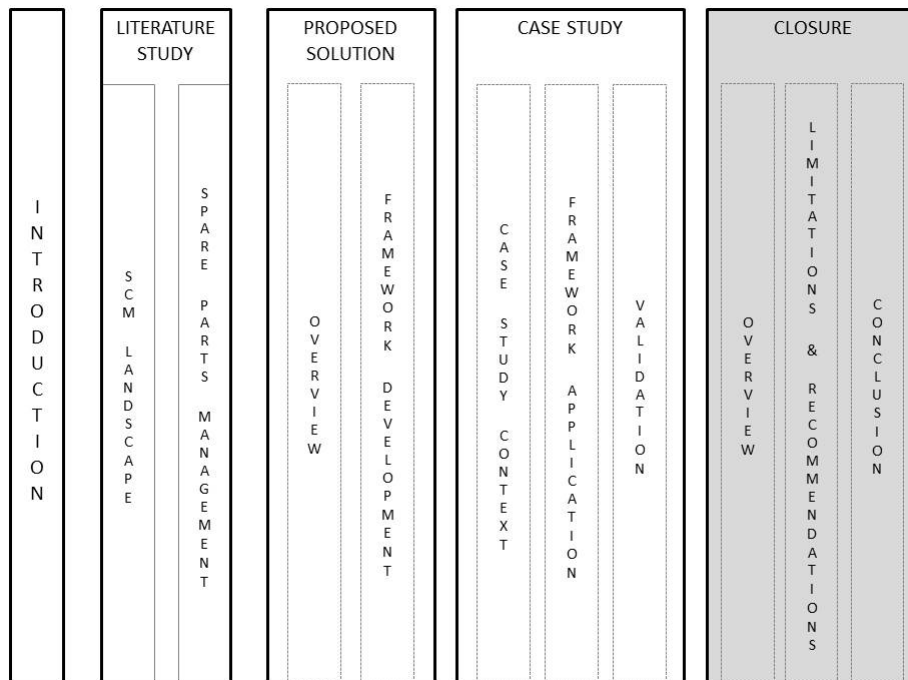 INTRODUCTION
LITERATURE
STUDY
SCM LANDSCAPE
SPARE PARTS MANAGEMENT
PROPOSED
SOLUTION
OVERVIEW
FRAMEWORK DEVELOPMENT
CASE STUDY
CASE STUDY CONTEXT
FRAMEWORK APPLICATION
VALIDATION
CLOSURE
OVERVIEW
LIMITATIONS & RECOMMENDATIONS
CONCLUSION